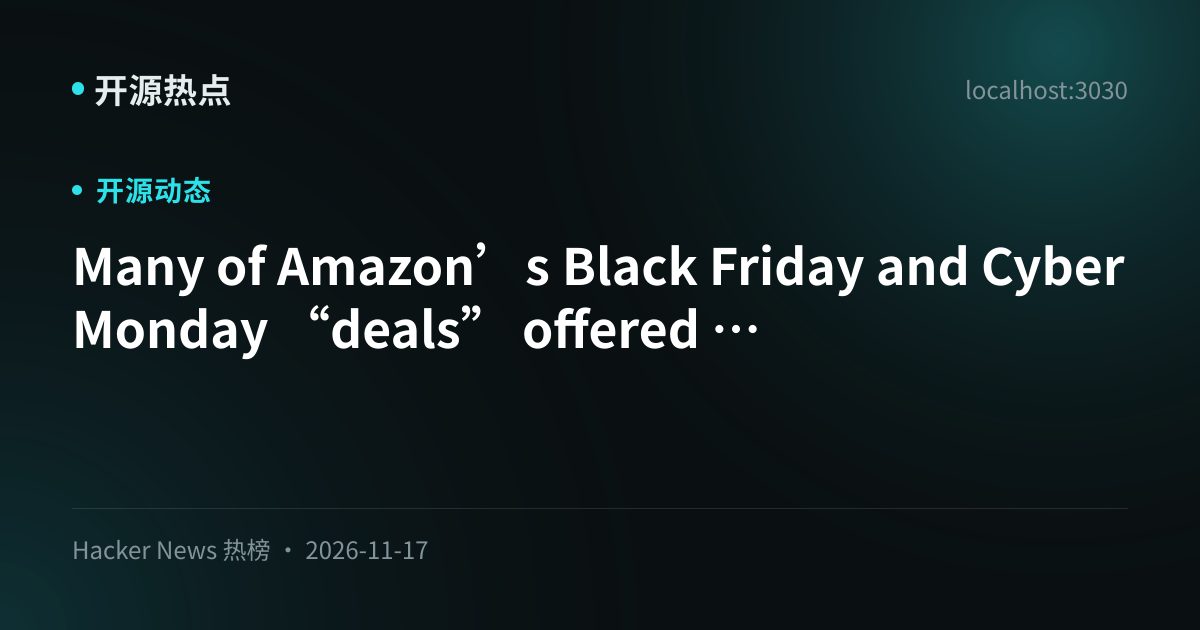 开源热点
localhost:3030
开源动态
Many of Amazon’s Black Friday and Cyber
Monday “deals” offered …
Hacker News 热榜 · 2026-11-17